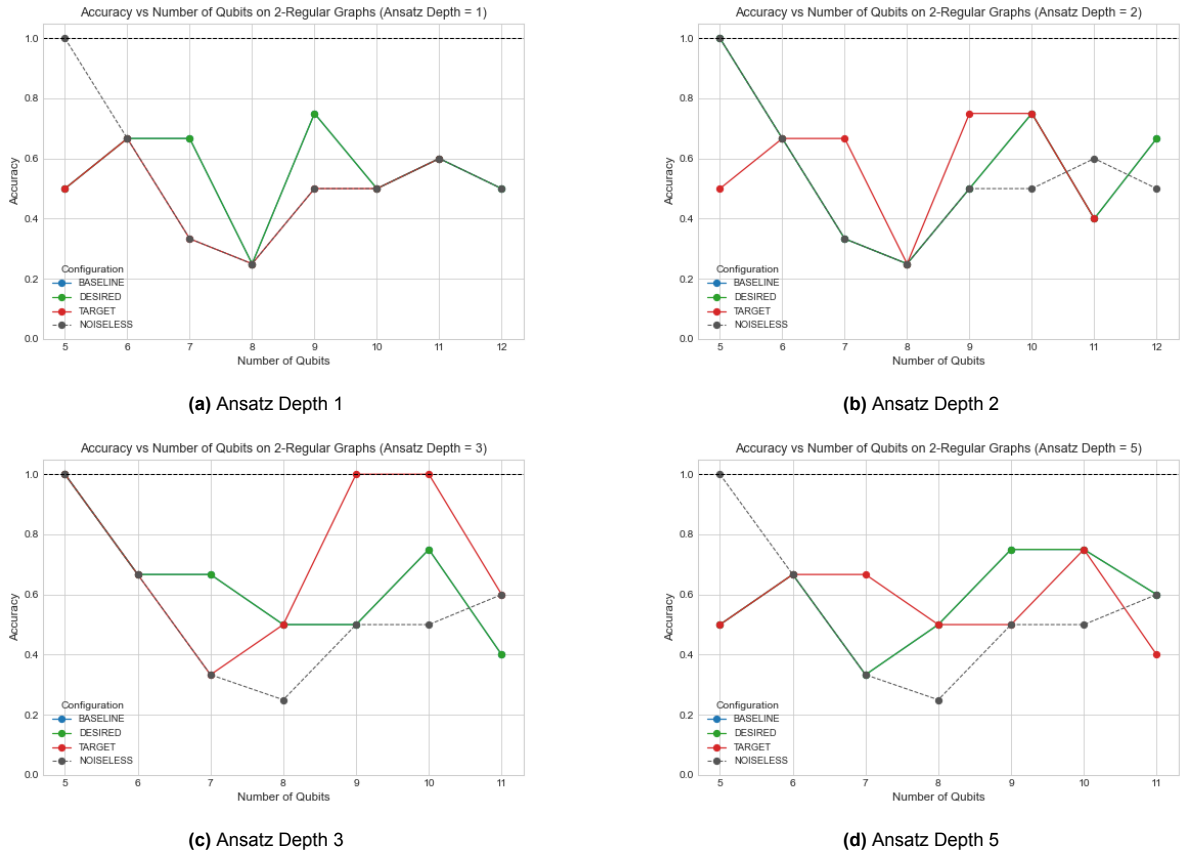 Accuracy vs Number of Qubits on 2-Regular Graphs (Ansatz Depth = 1)
1.0
0.8
0.6
0.4
0.2
0.0
Accuracy
Configuration
BASELINE
DESIRED
TARGET
NOISELESS
5 6 7 8 9 10 11 12
Number of Qubits
(a) Ansatz Depth 1
Accuracy vs Number of Qubits on 2-Regular Graphs (Ansatz Depth = 2)
1.0
0.8
0.6
0.4
0.2
0.0
Accuracy
Configuration
BASELINE
DESIRED
TARGET
NOISELESS
5 6 7 8 9 10 11 12
Number of Qubits
(b) Ansatz Depth 2
Accuracy vs Number of Qubits on 2-Regular Graphs (Ansatz Depth = 3)
1.0
0.8
0.6
0.4
0.2
0.0
Accuracy
Configuration
BASELINE
DESIRED
TARGET
NOISELESS
5 6 7 8 9 10 11
Number of Qubits
(c) Ansatz Depth 3
Accuracy vs Number of Qubits on 2-Regular Graphs (Ansatz Depth = 5)
1.0
0.8
0.6
0.4
0.2
0.0
Accuracy
Configuration
BASELINE
DESIRED
TARGET
NOISELESS
5 6 7 8 9 10 11
Number of Qubits
(d) Ansatz Depth 5